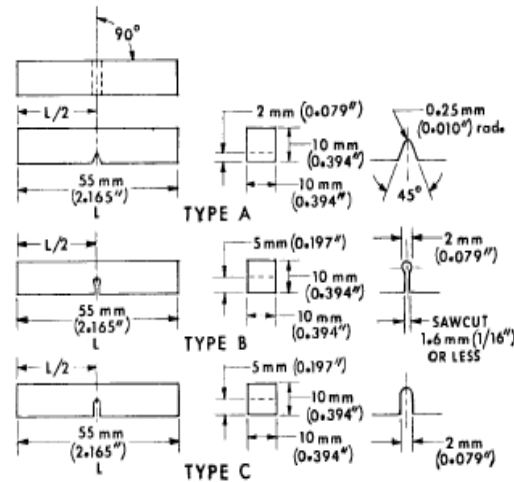 90°
L/2
2 mm (0.079")
0.25 mm
(0.010") rad.
10 mm
(0.394")
55 mm
(2.165")
L
10 mm
(0.394")
45°
TYPE A
L/2
5 mm (0.197")
2 mm
(0.079")
10 mm
(0.394")
55 mm
(2.165")
L
10 mm
(0.394")
SAWCUT
1.6 mm (1/16")
OR LESS
TYPE B
L/2
5 mm (0.197")
10 mm
(0.394")
55 mm
(2.165")
L
10 mm
(0.394")
2 mm
(0.079")
TYPE C